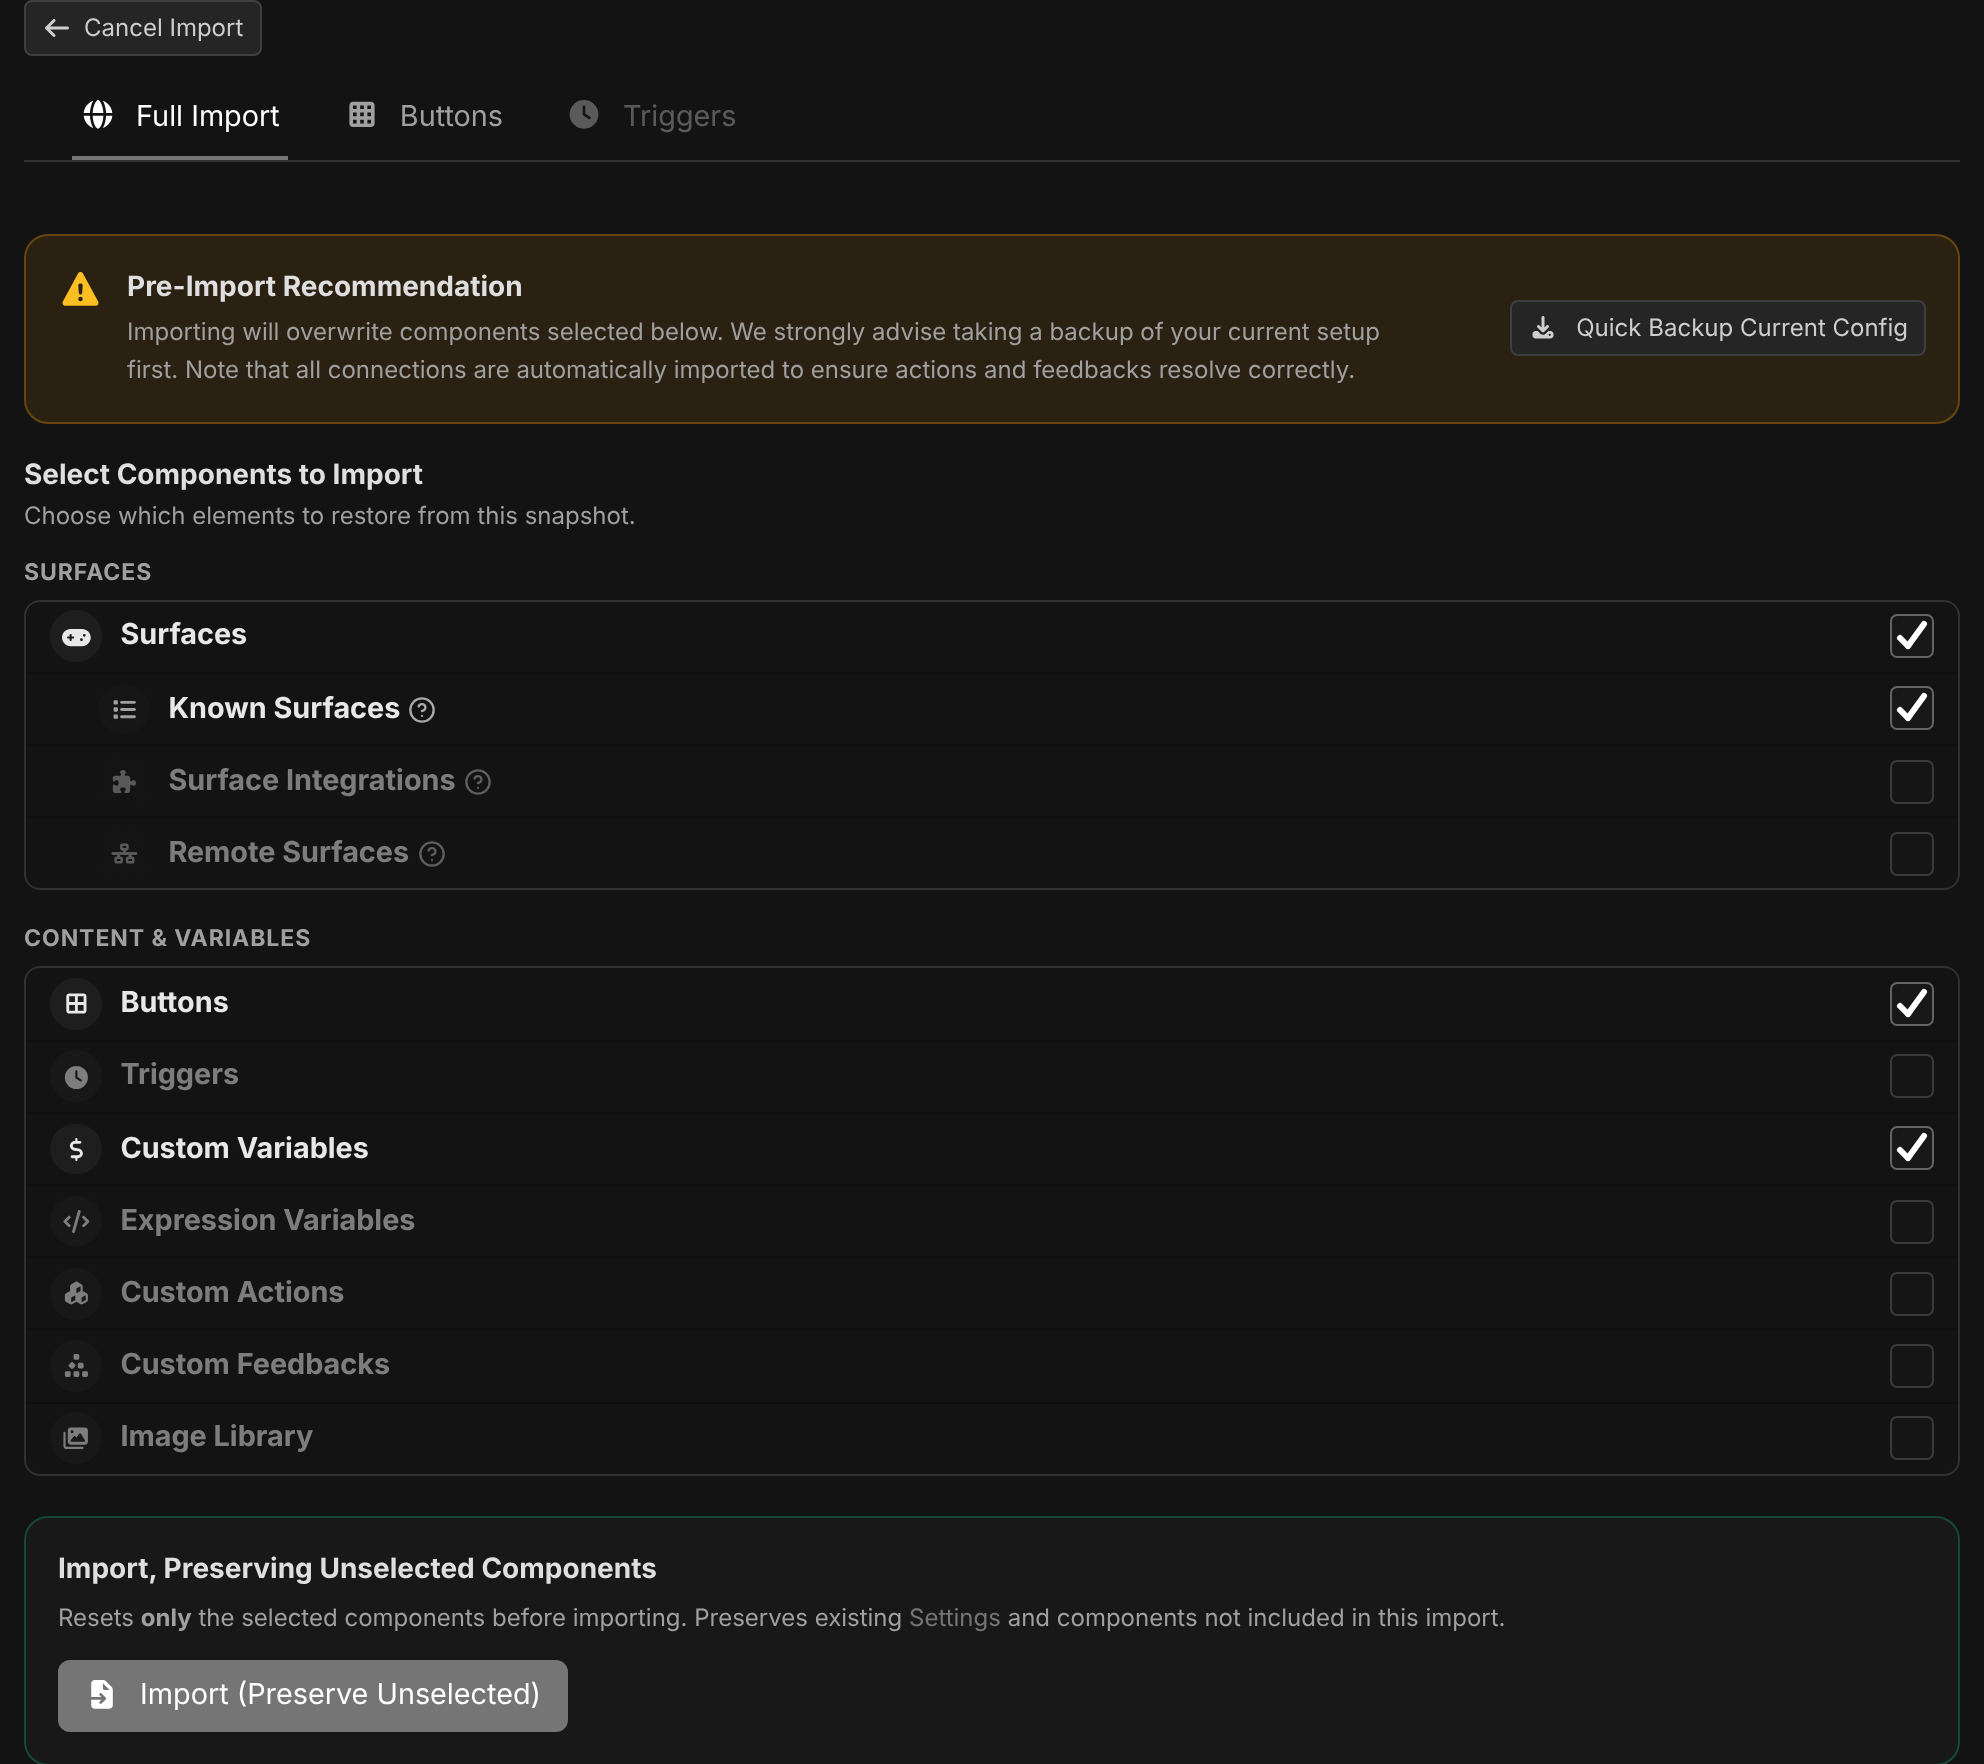 Cancel Import
Full Import
Buttons
Triggers
Pre-Import Recommendation
Importing will overwrite components selected below. We strongly advise taking a backup of your current setup
first. Note that all connections are automatically imported to ensure actions and feedbacks resolve correctly.
Quick Backup Current Config
Select Components to Import
Choose which elements to restore from this snapshot.
SURFACES
Surfaces
Known Surfaces
Surface Integrations
Remote Surfaces
CONTENT & VARIABLES
Buttons
Triggers
Custom Variables
Expression Variables
Custom Actions
Custom Feedbacks
Image Library
Import, Preserving Unselected Components
Resets only the selected components before importing. Preserves existing Settings and components not included in this import.
Import (Preserve Unselected)